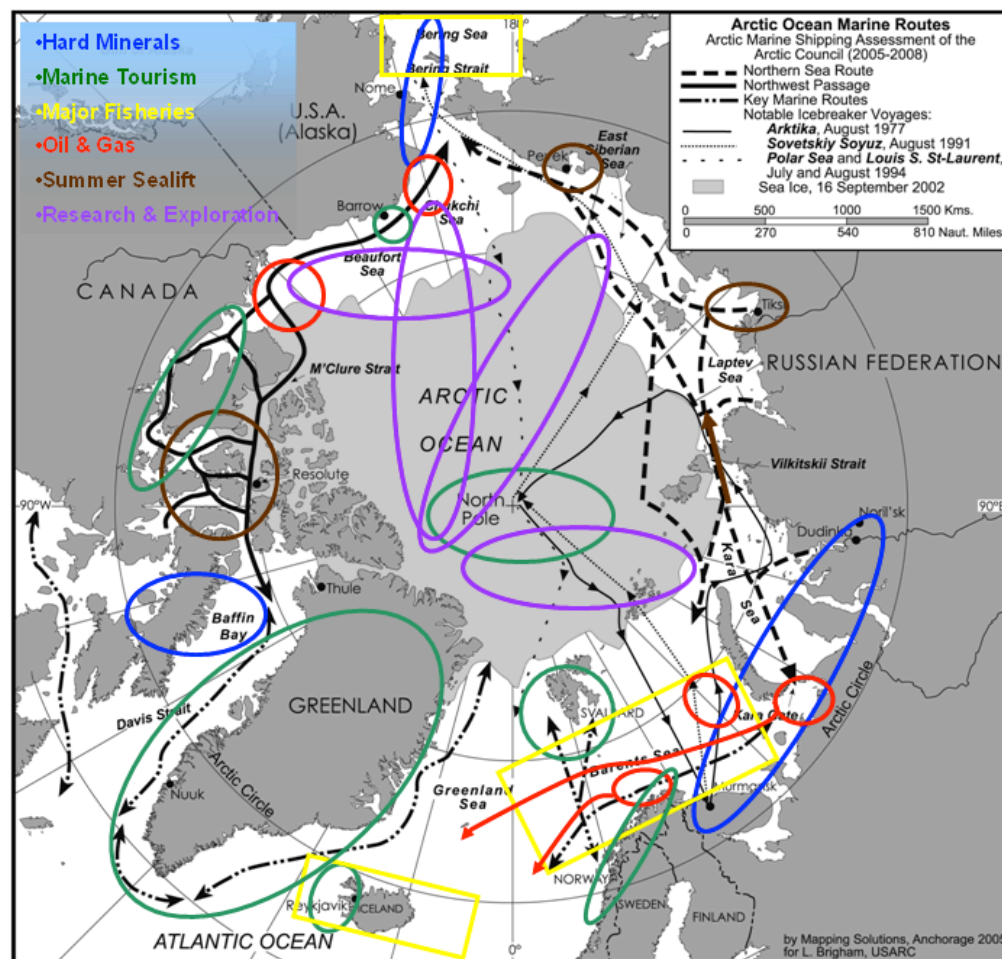 •Hard Minerals
•Marine Tourism
•Major Fisheries
•Oil & Gas
•Summer Sealift
•Research & Exploration
Arctic Ocean Marine Routes
Arctic Marine Shipping Assessment of the
Arctic Council (2005-2008)
Northern Sea Route
Northwest Passage
Key Marine Routes
Notable Icebreaker Voyages:
Arktika, August 1977
Sovetskiy Soyuz, August 1991
Polar Sea and Louis S. St-Laurent,
July and August 1994
Sea Ice, 16 September 2002
0 500 1000 1500 Kms.
0 270 540 810 Naut. Miles
180°
Bering Sea
Bering Strait
Nome
U.S.A.
(Alaska)
East
Siberian
Sea
Pevek
Barrow
Chukchi
Sea
Beaufort
Sea
CANADA
Tiksi
M'Clure Strait
Laptev
Sea
RUSSIAN FEDERATION
ARCTIC
OCEAN
Vilkitskii Strait
Resolute
90°W
North
Pole
Noril'sk
90°E
Dudinka
Kara
Sea
Thule
Baffin
Bay
Davis Strait
GREENLAND
SVALBARD
Kara Gate
Arctic Circle
Barents Sea
Greenland
Sea
Murmansk
Nuuk
Arctic Circle
NORWAY
Reykjavik
ICELAND
SWEDEN
FINLAND
ATLANTIC OCEAN
0°
by Mapping Solutions, Anchorage 2005
for L. Brigham, USARC